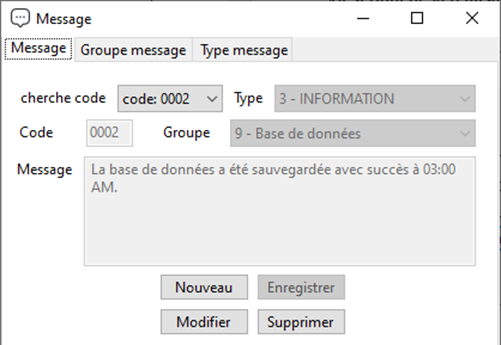 Message
Message Groupe message Type message
cherche code code: 0002 Type 3 - INFORMATION
Code 0002 Groupe 9 - Base de données
Message La base de données a été sauvegardée avec succès à 03:00
AM.
Nouveau Enregistrer
Modifier Supprimer